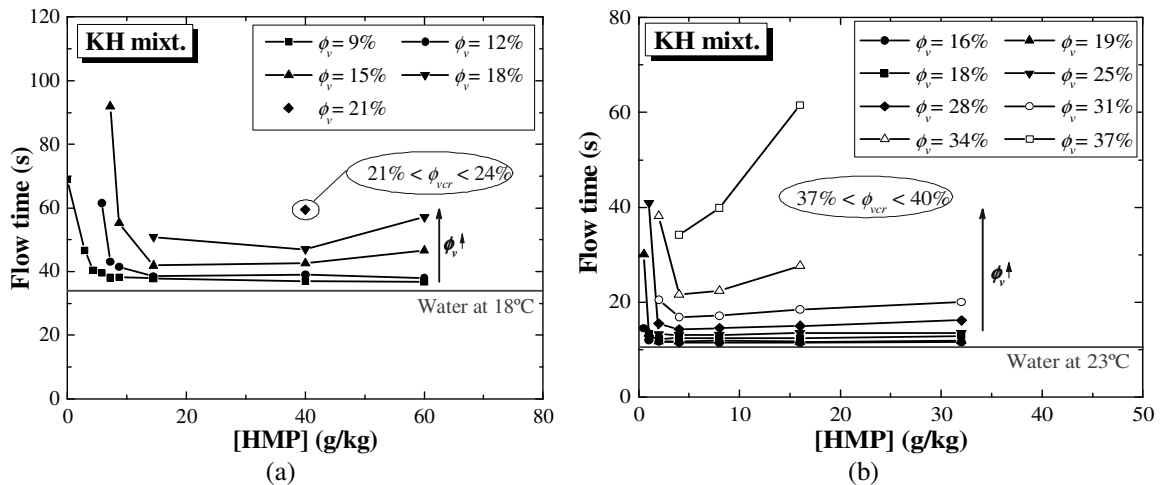 KH mixt.
ϕv = 9% ϕv = 12%
ϕv = 15% ϕv = 18%
ϕv = 21%
21% < ϕvcr < 24%
ϕv
Water at 18ºC
Flow time (s)
120
100
80
60
40
20
0
0 20 40 60 80
[HMP] (g/kg)
(a)
KH mixt.
ϕv = 16% ϕv = 19%
ϕv = 18% ϕv = 25%
ϕv = 28% ϕv = 31%
ϕv = 34% ϕv = 37%
37% < ϕvcr < 40%
ϕv
Water at 23ºC
Flow time (s)
80
60
40
20
0
0 10 20 30 40 50
[HMP] (g/kg)
(b)